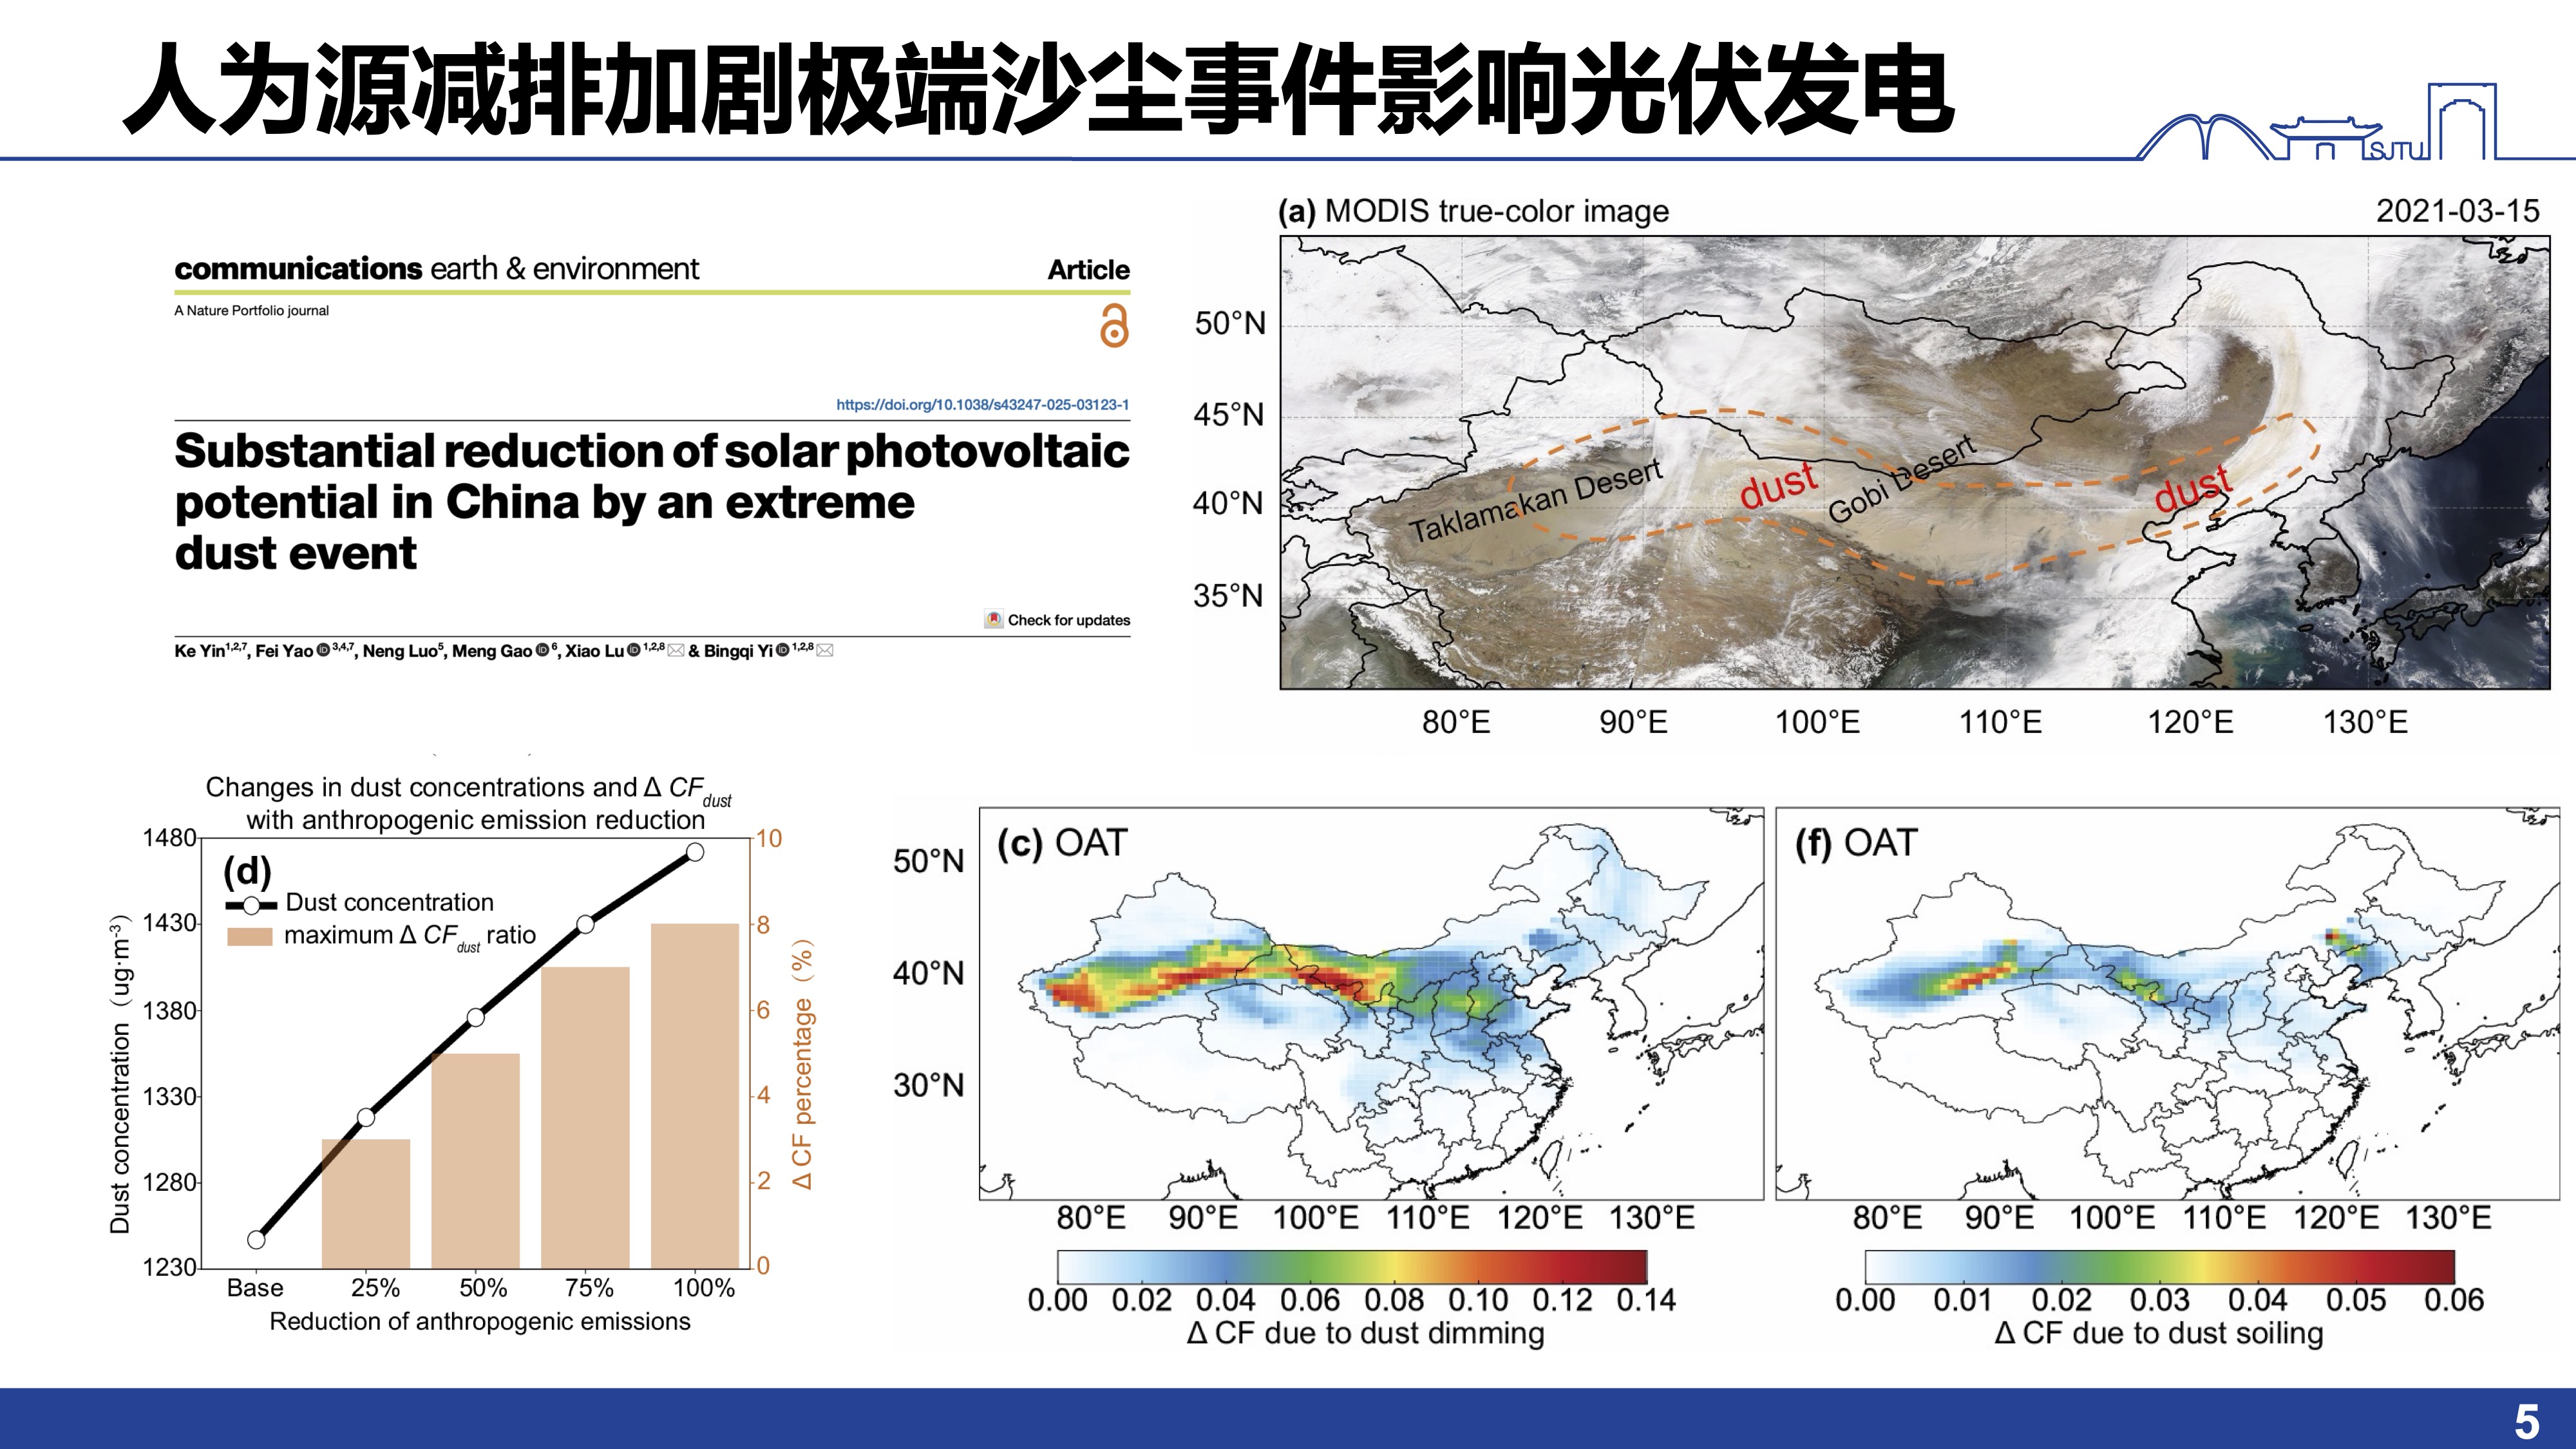 人为源减排加剧极端沙尘事件影响光伏发电
SJTU
communications earth & environment Article
A Nature Portfolio journal
https://doi.org/10.1038/s43247-025-03123-1
Substantial reduction of solar photovoltaic
potential in China by an extreme
dust event
Check for updates
Ke Yin1,2,7, Fei Yao 3,4,7, Neng Luo5, Meng Gao 6, Xiao Lu 1,2,8 & Bingqi Yi 1,2,8
(a) MODIS true-color image 2021-03-15
50°N
45°N
40°N
35°N
Taklamakan Desert
dust
Gobi Desert
dust
80°E 90°E 100°E 110°E 120°E 130°E
Changes in dust concentrations and Δ CFdust
with anthropogenic emission reduction
(d)
Dust concentration
maximum Δ CFdust ratio
Dust concentration (ug·m-3)
1480
1430
1380
1330
1280
1230
10
8
6
4
2
0
Δ CF percentage (%)
Base 25% 50% 75% 100%
Reduction of anthropogenic emissions
(c) OAT
50°N
40°N
30°N
80°E 90°E 100°E 110°E 120°E 130°E
0.00 0.02 0.04 0.06 0.08 0.10 0.12 0.14
Δ CF due to dust dimming
(f) OAT
80°E 90°E 100°E 110°E 120°E 130°E
0.00 0.01 0.02 0.03 0.04 0.05 0.06
Δ CF due to dust soiling
5